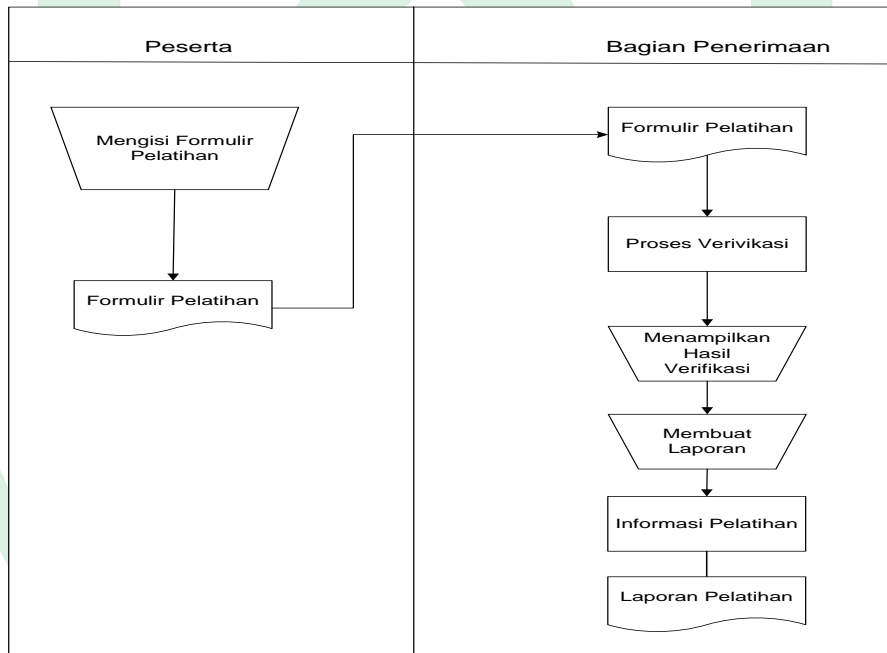 Peserta
Bagian Penerimaan
Mengisi Formulir
Pelatihan
Formulir Pelatihan
Formulir Pelatihan
Proses Verivikasi
Menampilkan
Hasil
Verifikasi
Membuat
Laporan
Informasi Pelatihan
Laporan Pelatihan